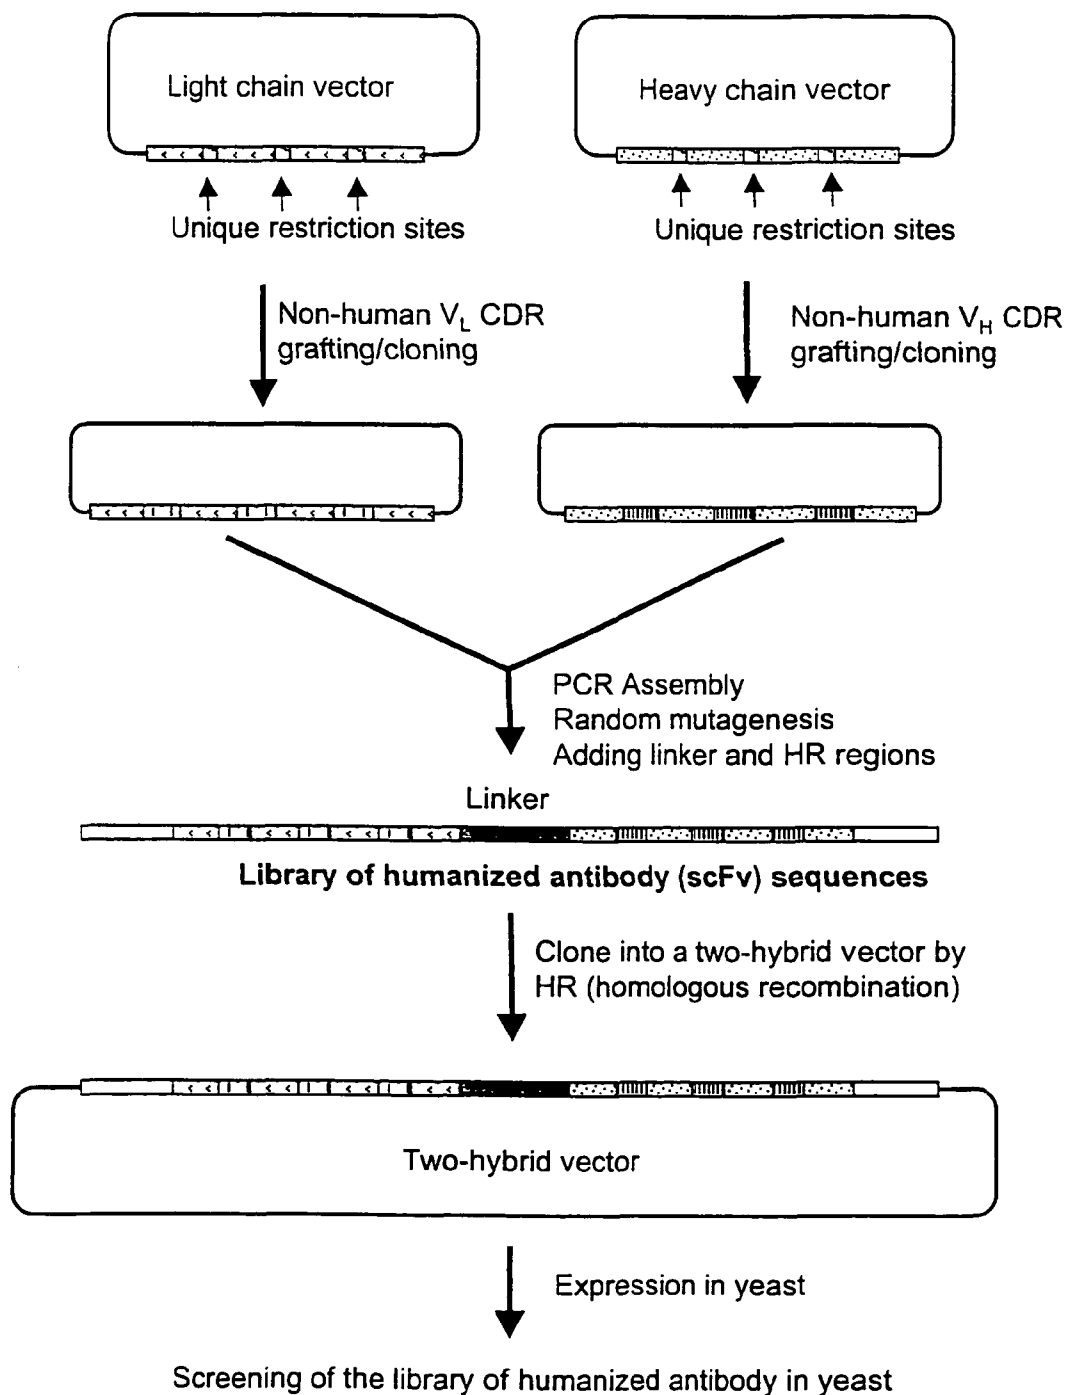 Light chain vector
Heavy chain vector
Unique restriction sites
Unique restriction sites
Non-human VL CDR
grafting/cloning
Non-human VH CDR
grafting/cloning
PCR Assembly
Random mutagenesis
Adding linker and HR regions
Linker
Library of humanized antibody (scFv) sequences
Clone into a two-hybrid vector by
HR (homologous recombination)
Two-hybrid vector
Expression in yeast
Screening of the library of humanized antibody in yeast